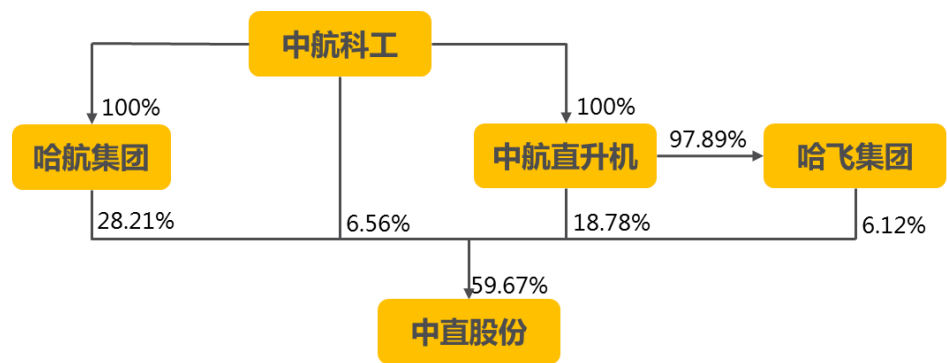 中航科工
100%
100%
哈航集团
中航直升机
97.89%
哈飞集团
28.21%
6.56%
18.78%
6.12%
59.67%
中直股份